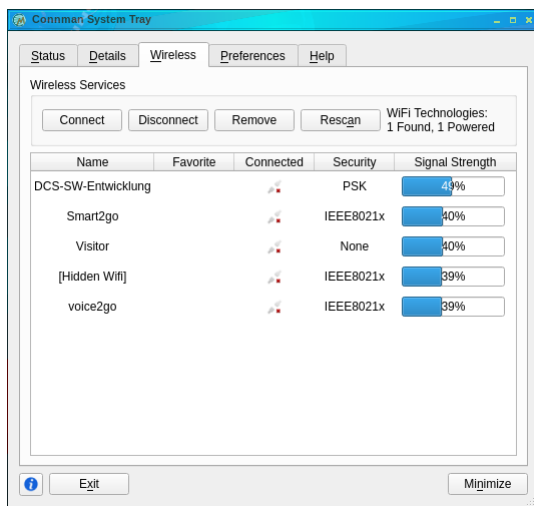 Connman System Tray
Status Details Wireless Preferences Help
Wireless Services
Connect Disconnect Remove Rescan WiFi Technologies:
1 Found, 1 Powered
Name Favorite Connected Security Signal Strength
DCS-SW-Entwicklung PSK 49%
Smart2go IEEE8021x 40%
Visitor None 40%
[Hidden Wifi] IEEE8021x 39%
voice2go IEEE8021x 39%
Exit Minimize